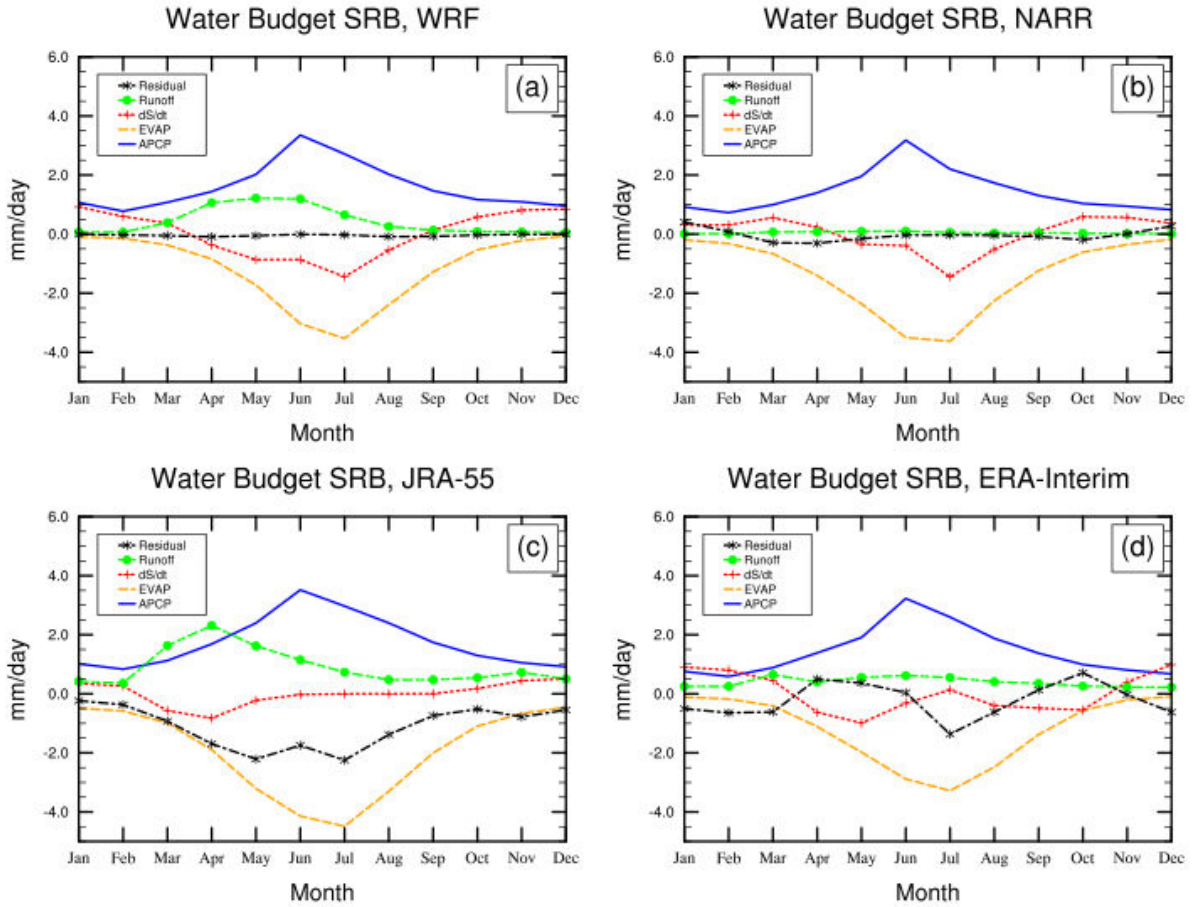 Water Budget SRB, WRF
(a)
Residual
Runoff
dS/dt
EVAP
APCP
mm/day
6.0
4.0
2.0
0.0
-2.0
-4.0
Jan Feb Mar Apr May Jun Jul Aug Sep Oct Nov Dec
Month
Water Budget SRB, NARR
(b)
Residual
Runoff
dS/dt
EVAP
APCP
mm/day
6.0
4.0
2.0
0.0
-2.0
-4.0
Jan Feb Mar Apr May Jun Jul Aug Sep Oct Nov Dec
Month
Water Budget SRB, JRA-55
(c)
Residual
Runoff
dS/dt
EVAP
APCP
mm/day
6.0
4.0
2.0
0.0
-2.0
-4.0
Jan Feb Mar Apr May Jun Jul Aug Sep Oct Nov Dec
Month
Water Budget SRB, ERA-Interim
(d)
Residual
Runoff
dS/dt
EVAP
APCP
mm/day
6.0
4.0
2.0
0.0
-2.0
-4.0
Jan Feb Mar Apr May Jun Jul Aug Sep Oct Nov Dec
Month